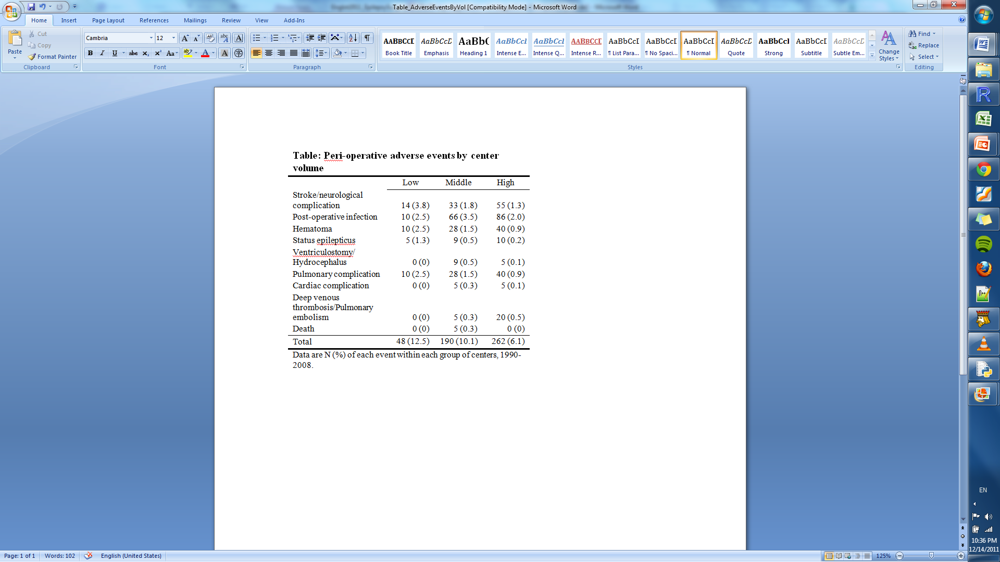 Table_AdverseEventsByVol [Compatibility Mode] - Microsoft Word
Home Insert Page Layout References Mailings Review View Add-Ins
Paste
Cut
Copy
Format Painter
Clipboard
Cambria 12
Font
Paragraph
AaBbCcI Book Title
AaBbCcD Emphasis
AaBbC Heading 1
AaBbCcI Intense E...
AaBbCcI Intense Q...
AaBbCcI Intense R...
AaBbCcI ¶ List Para...
AaBbCcI ¶ No Spaci...
AaBbCcI ¶ Normal
AaBbCcD Quote
AaBbCcI Strong
AaBbCcI Subtitle
AaBbCcD Subtle Em...
Change Styles
Styles
Find
Replace
Select
Editing
Table: Peri-operative adverse events by center
volume
Low Middle High
Stroke/neurological
complication 14 (3.8) 33 (1.8) 55 (1.3)
Post-operative infection 10 (2.5) 66 (3.5) 86 (2.0)
Hematoma 10 (2.5) 28 (1.5) 40 (0.9)
Status epilepticus 5 (1.3) 9 (0.5) 10 (0.2)
Ventriculostomy/
Hydrocephalus 0 (0) 9 (0.5) 5 (0.1)
Pulmonary complication 10 (2.5) 28 (1.5) 40 (0.9)
Cardiac complication 0 (0) 5 (0.3) 5 (0.1)
Deep venous
thrombosis/Pulmonary
embolism 0 (0) 5 (0.3) 20 (0.5)
Death 0 (0) 5 (0.3) 0 (0)
Total 48 (12.5) 190 (10.1) 262 (6.1)
Data are N (%) of each event within each group of centers, 1990-
2008.
EN
10:36 PM
12/14/2011
Page: 1 of 1 Words: 102 English (United States) 125%